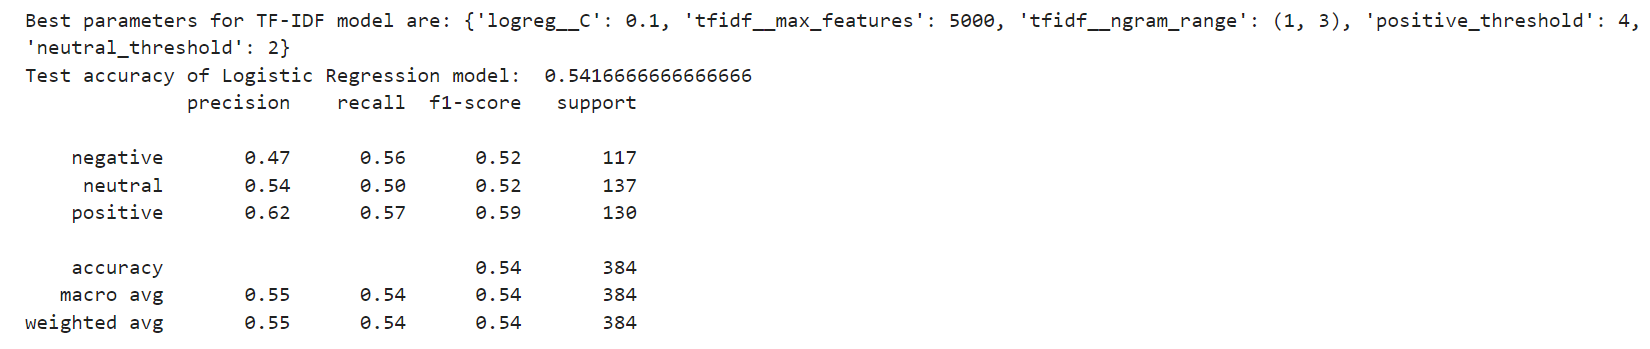 Best parameters for TF-IDF model are: {'logreg__C': 0.1, 'tfidf__max_features': 5000, 'tfidf__ngram_range': (1, 3), 'positive_threshold': 4,
'neutral_threshold': 2}
Test accuracy of Logistic Regression model:  0.5416666666666666
              precision    recall  f1-score   support

    negative       0.47      0.56      0.52       117
     neutral       0.54      0.50      0.52       137
    positive       0.62      0.57      0.59       130

    accuracy                           0.54       384
   macro avg       0.55      0.54      0.54       384
weighted avg       0.55      0.54      0.54       384